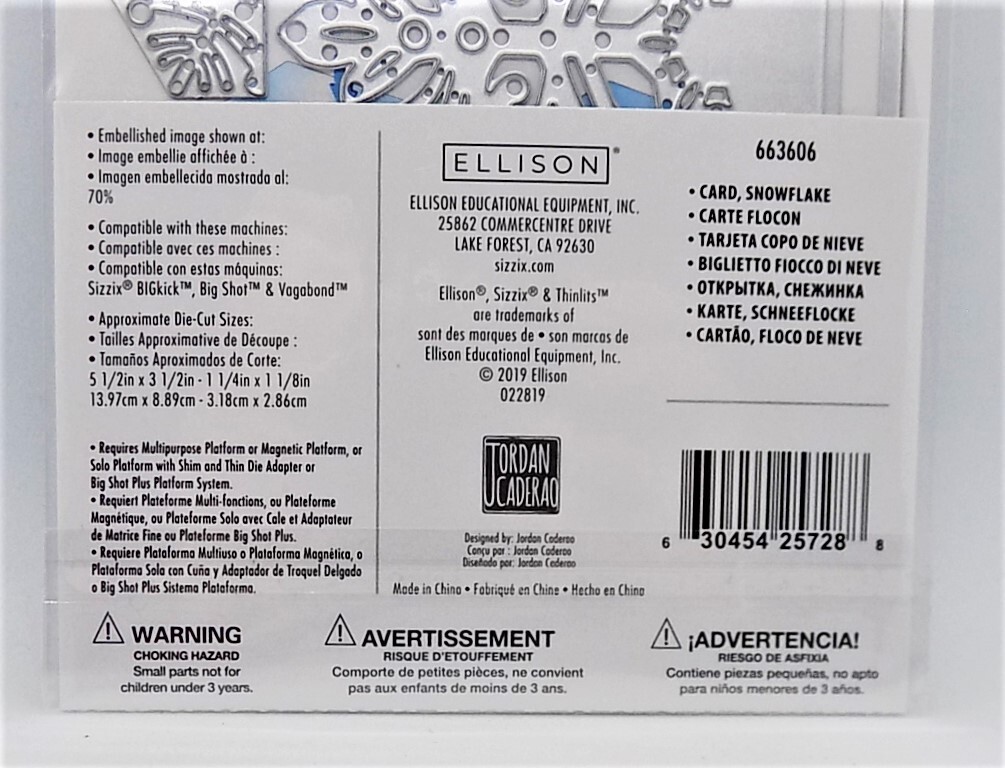 • Embellished image shown at:
• Image embellie affichée à :
• Imagen embellecida mostrada al:
70%
• Compatible with these machines:
• Compatible avec ces machines :
• Compatible con estas máquinas:
Sizzix® BIGkick™, Big Shot™ & Vagabond™
• Approximate Die-Cut Sizes:
• Tailles Approximative de Découpe :
• Tamaños Aproximados de Corte:
5 1/2in x 3 1/2in - 1 1/4in x 1 1/8in
13.97cm x 8.89cm - 3.18cm x 2.86cm
• Requires Multipurpose Platform or Magnetic Platform, or
Solo Platform with Shim and Thin Die Adapter or
Big Shot Plus Platform System.
• Requiert Plateforme Multi-fonctions, ou Plateforme
Magnétique, ou Plateforme Solo avec Cale et Adaptateur
de Matrice Fine ou Plateforme Big Shot Plus.
• Requiere Plataforma Multiuso o Plataforma Magnética, o
Plataforma Sola con Cuña y Adaptador de Troquel Delgado
o Big Shot Plus Sistema Plataforma.
ELLISON®
ELLISON EDUCATIONAL EQUIPMENT, INC.
25862 COMMERCENTRE DRIVE
LAKE FOREST, CA 92630
sizzix.com
Ellison®, Sizzix® & Thinlits™
are trademarks of
sont des marques de • son marcas de
Ellison Educational Equipment, Inc.
© 2019 Ellison
022819
JORDAN
CADERAO
Designed by: Jordan Caderao
Conçu par : Jordan Caderao
Diseñado por: Jordan Caderao
Made in China • Fabriqué en Chine • Hecho en China
663606
• CARD, SNOWFLAKE
• CARTE FLOCON
• TARJETA COPO DE NIEVE
• BIGLIETTO FIOCCO DI NEVE
• ОТКРЫТКА, СНЕЖИНКА
• KARTE, SCHNEEFLOCKE
• CARTÃO, FLOCO DE NEVE
6 30454 25728 8
WARNING
CHOKING HAZARD
Small parts not for
children under 3 years.
AVERTISSEMENT
RISQUE D'ETOUFFEMENT
Comporte de petites pièces, ne convient
pas aux enfants de moins de 3 ans.
¡ADVERTENCIA!
RIESGO DE ASFIXIA
Contiene piezas pequeñas, no apto
para niños menores de 3 años.